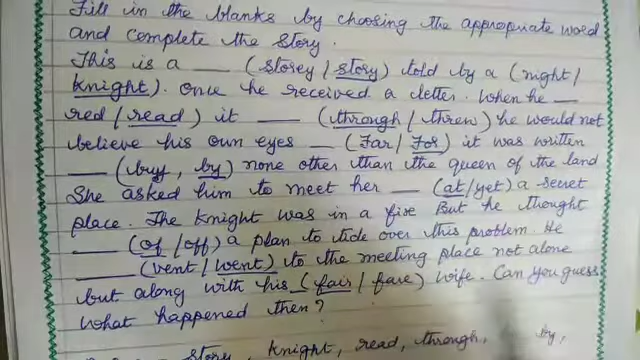 Fill in the blanks by choosing the appropriate word
and complete the story.
This is a ___ (storey/story) told by a (night/
knight). Once he received a letter. When he __
red/read) it ___ (through/threw) he would not
believe his own eyes __ (Far/For) it was written
___ (buy, by) none other than the queen of the land
She asked him to meet her __ (at/yet) a secret
place. The knight was in a fix But he thought
___ (of/off) a plan to tide over this problem. He
____ (vent/went) to the meeting place not alone
but along with his (fair/fare) wife. Can you guess
what happened then?
story, knight, read, through, by,